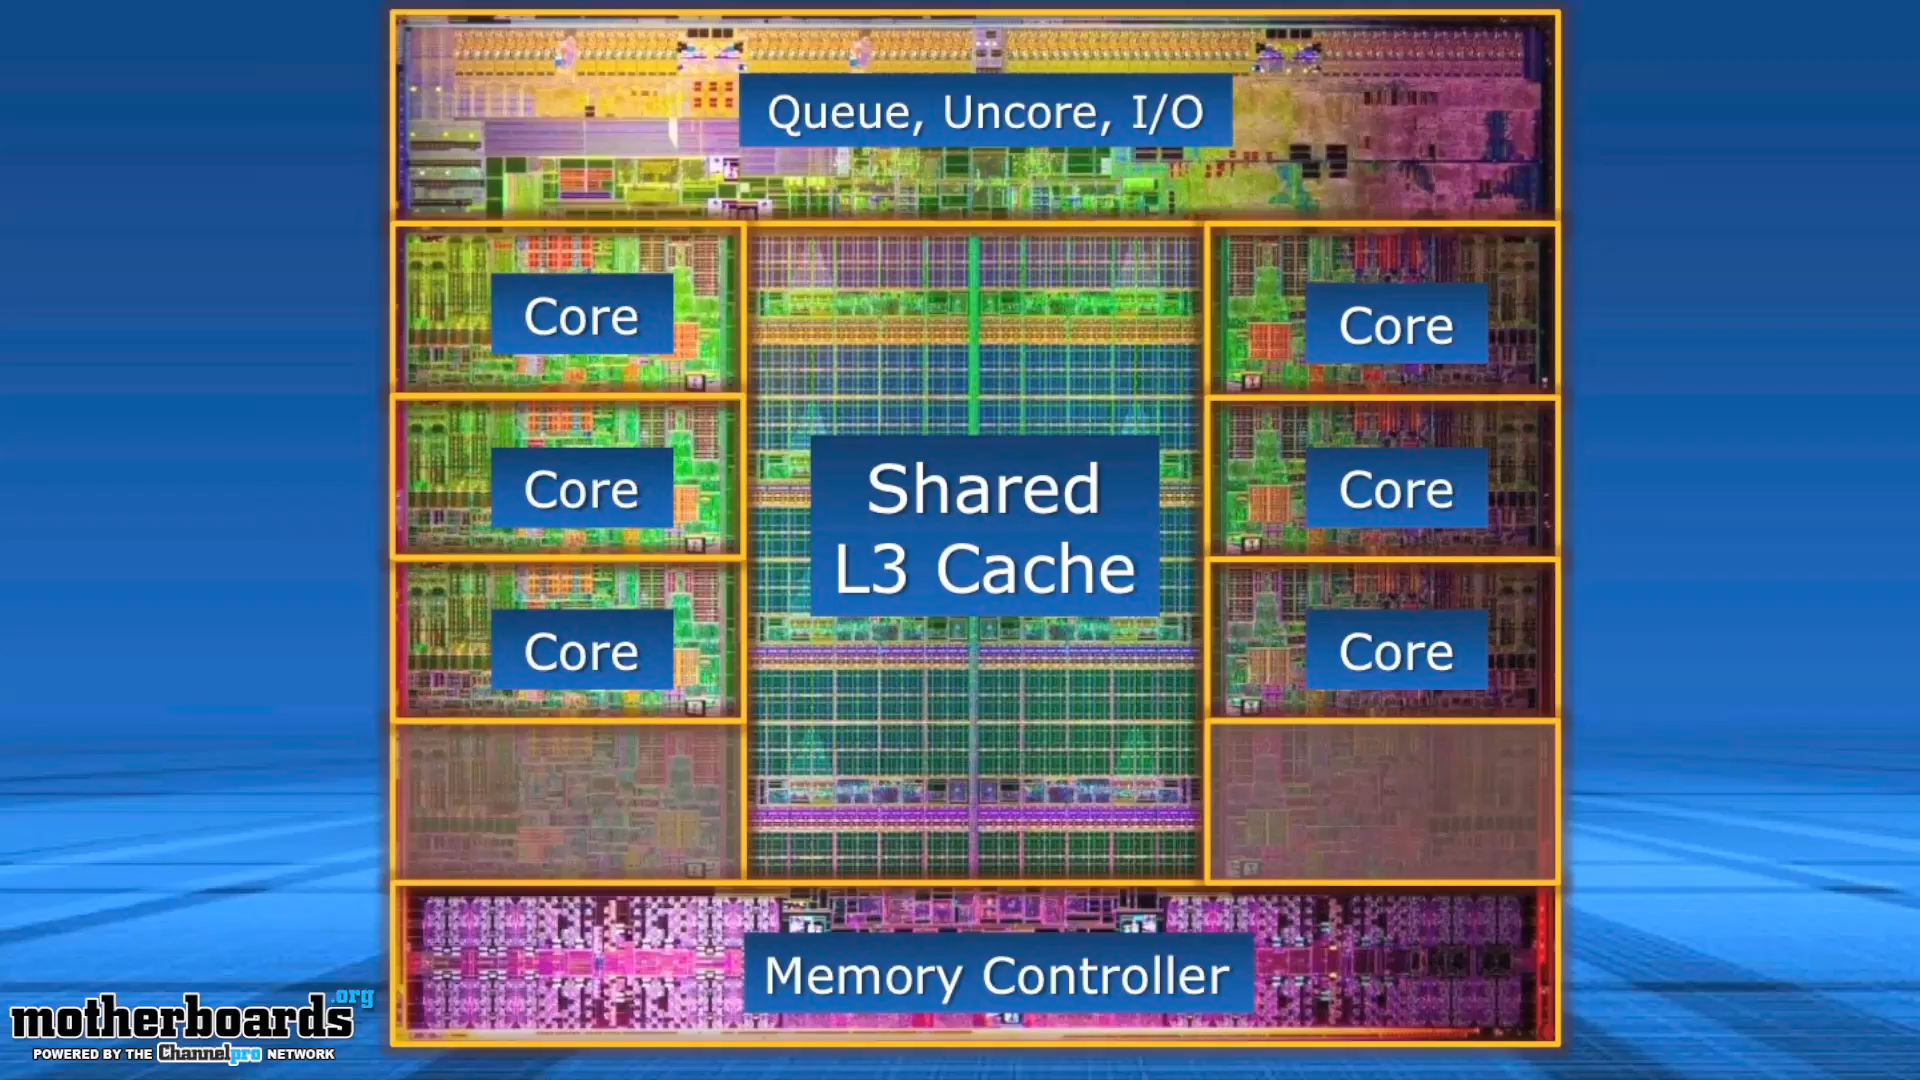 Queue, Uncore, I/O
Core
Core
Core
Core
Shared
L3 Cache
Core
Core
Memory Controller
motherboards.org
POWERED BY THE Channelpro NETWORK